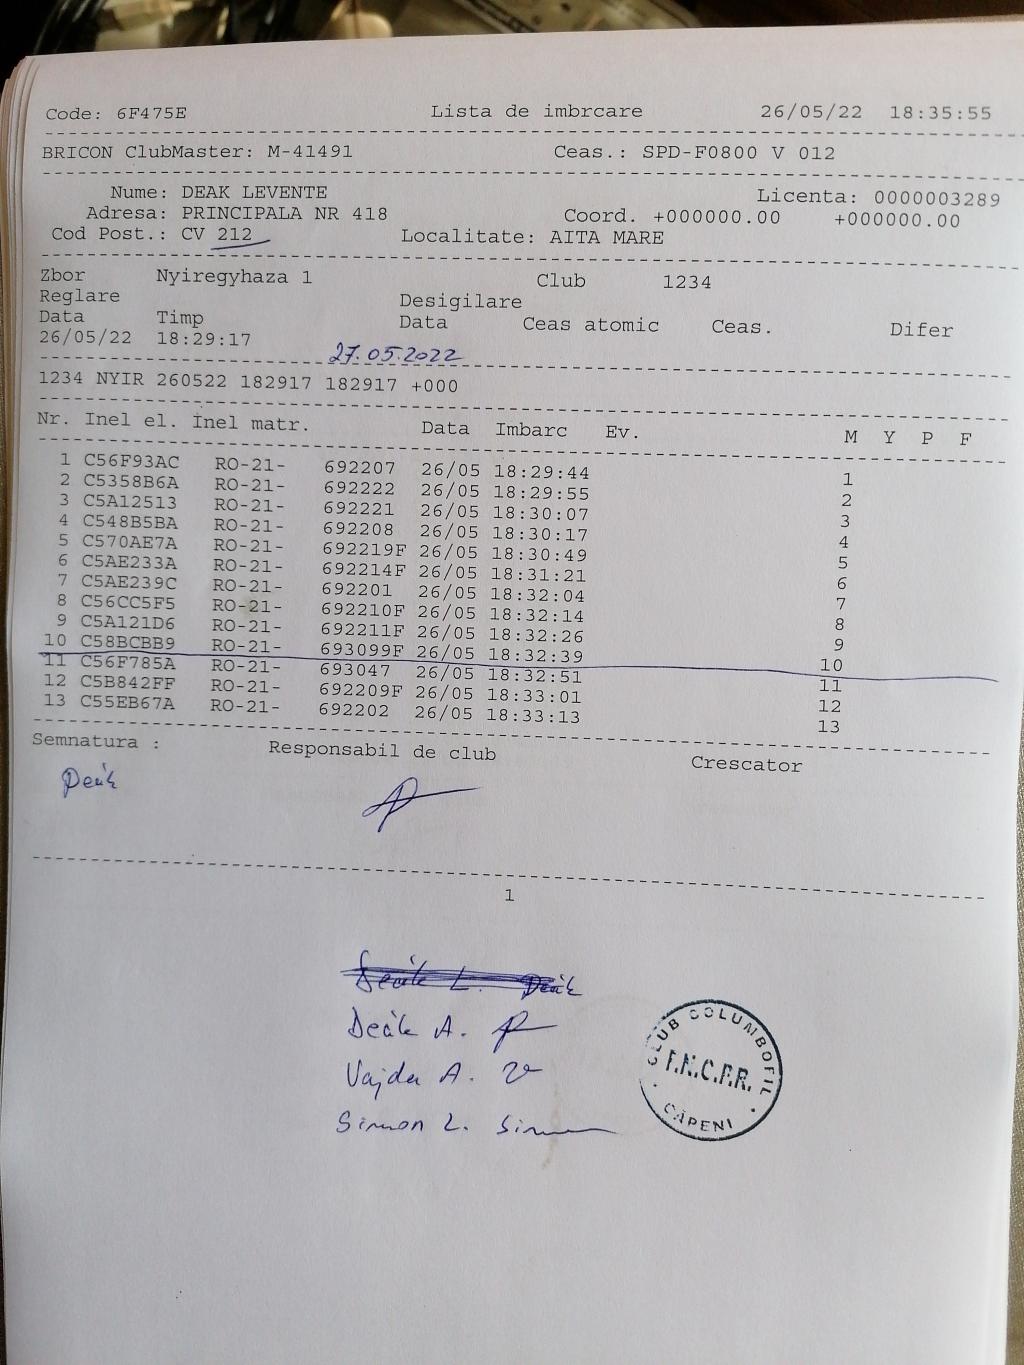 Code: 6F475E Lista de imbrcare 26/05/22 18:35:55
BRICON ClubMaster: M-41491 Ceas.: SPD-F0800 V 012
Nume: DEAK LEVENTE Licenta: 0000003289
Adresa: PRINCIPALA NR 418 Coord. +000000.00 +000000.00
Cod Post.: CV 212 Localitate: AITA MARE
Zbor Nyiregyhaza 1 Club 1234
Reglare Desigilare
Data Timp Data Ceas atomic Ceas. Difer
26/05/22 18:29:17
27.05.2022
1234 NYIR 260522 182917 182917 +000
Nr. Inel el. Inel matr. Data Imbarc Ev. M Y P F
1 C56F93AC RO-21- 692207 26/05 18:29:44 1
2 C5358B6A RO-21- 692222 26/05 18:29:55 2
3 C5A12513 RO-21- 692221 26/05 18:30:07 3
4 C548B5BA RO-21- 692208 26/05 18:30:17 4
5 C570AE7A RO-21- 692219F 26/05 18:30:49 5
6 C5AE233A RO-21- 692214F 26/05 18:31:21 6
7 C5AE239C RO-21- 692201 26/05 18:32:04 7
8 C56CC5F5 RO-21- 692210F 26/05 18:32:14 8
9 C5A121D6 RO-21- 692211F 26/05 18:32:26 9
10 C58BCBB9 RO-21- 693099F 26/05 18:32:39 10
11 C56F785A RO-21- 693047 26/05 18:32:51 11
12 C5B842FF RO-21- 692209F 26/05 18:33:01 12
13 C55EB67A RO-21- 692202 26/05 18:33:13 13
Semnatura : Responsabil de club Crescator
Deák
1
Deák L. Deák
Deák A.
Vajda A.
Simon L.
CLUB COLUMBOFIL
F.N.C.P.R.
CĂPENI